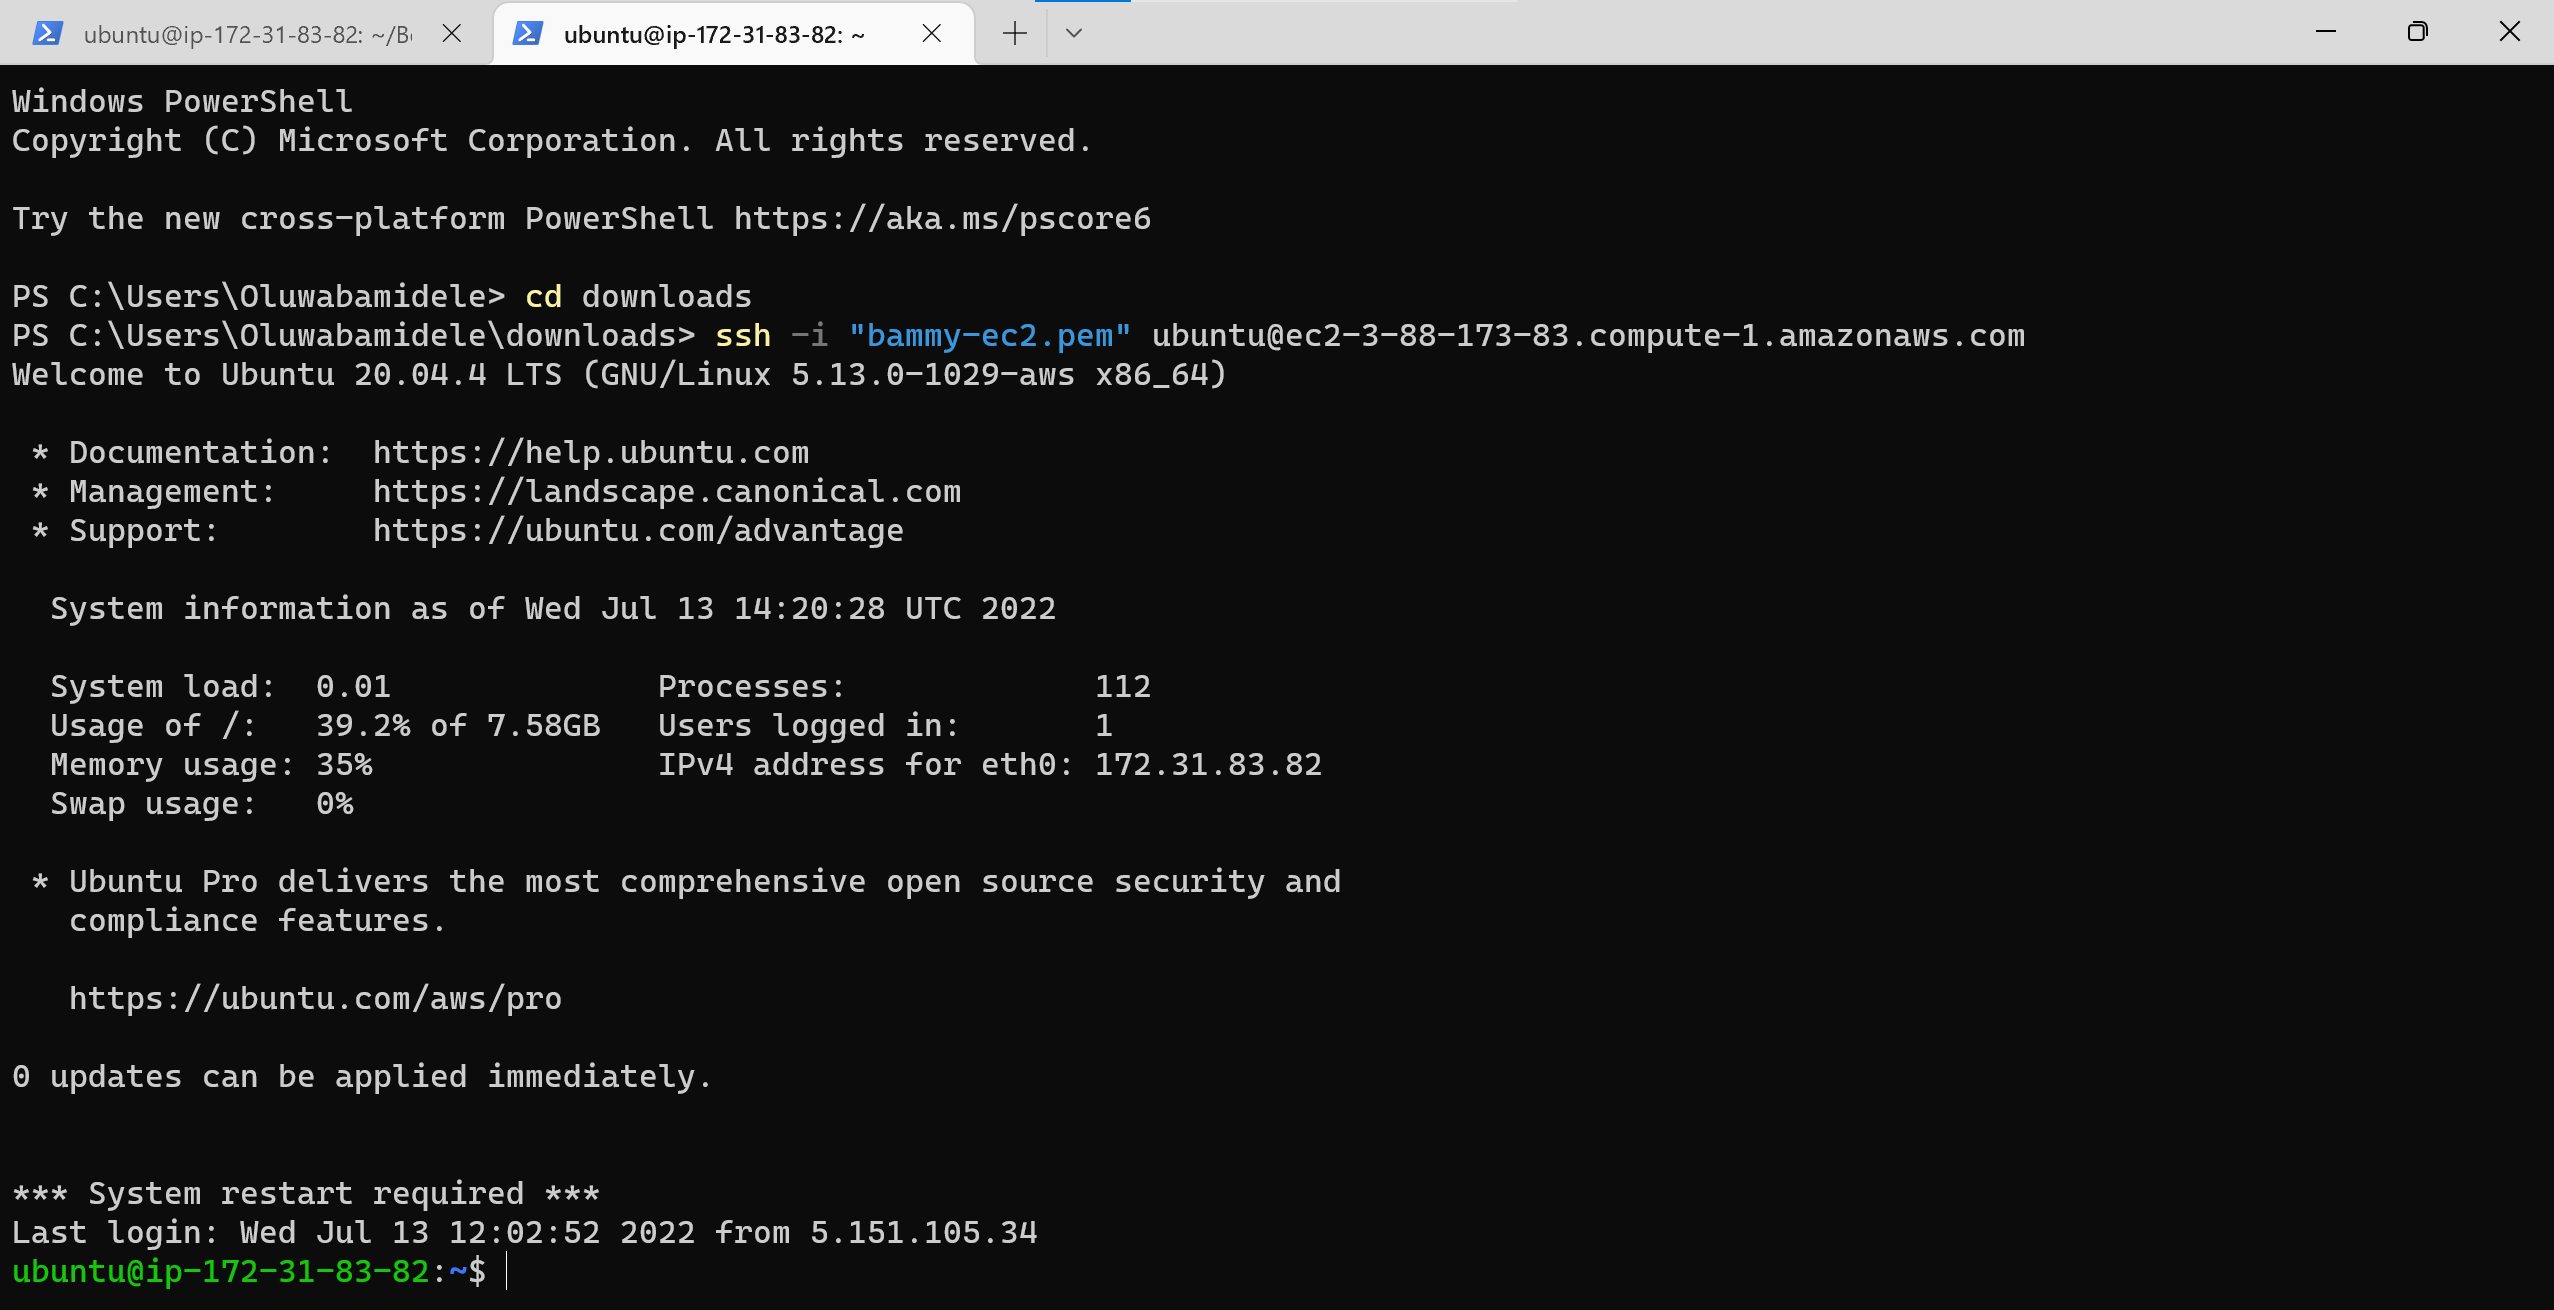 ubuntu@ip-172-31-83-82: ~/B
ubuntu@ip-172-31-83-82: ~
Windows PowerShell
Copyright (C) Microsoft Corporation. All rights reserved.
Try the new cross-platform PowerShell https://aka.ms/pscore6
PS C:\Users\Oluwabamidele> cd downloads
PS C:\Users\Oluwabamidele\downloads> ssh -i "bammy-ec2.pem" ubuntu@ec2-3-88-173-83.compute-1.amazonaws.com
Welcome to Ubuntu 20.04.4 LTS (GNU/Linux 5.13.0-1029-aws x86_64)
* Documentation:  https://help.ubuntu.com
* Management:     https://landscape.canonical.com
* Support:        https://ubuntu.com/advantage
System information as of Wed Jul 13 14:20:28 UTC 2022
System load:  0.01              Processes:             112
Usage of /:   39.2% of 7.58GB   Users logged in:       1
Memory usage: 35%               IPv4 address for eth0: 172.31.83.82
Swap usage:   0%
* Ubuntu Pro delivers the most comprehensive open source security and
compliance features.
https://ubuntu.com/aws/pro
0 updates can be applied immediately.
*** System restart required ***
Last login: Wed Jul 13 12:02:52 2022 from 5.151.105.34
ubuntu@ip-172-31-83-82:~$